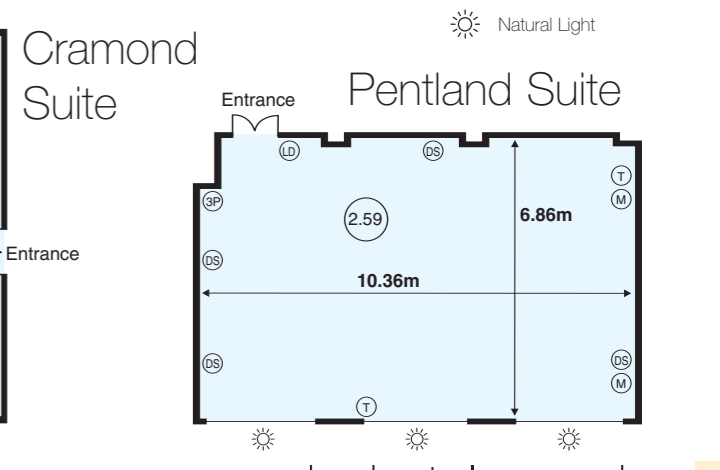 Natural Light
Cramond
Suite
Pentland Suite
Entrance
LD
DS
T
3P
M
2.59
6.86m
Entrance
DS
10.36m
DS
DS
M
T